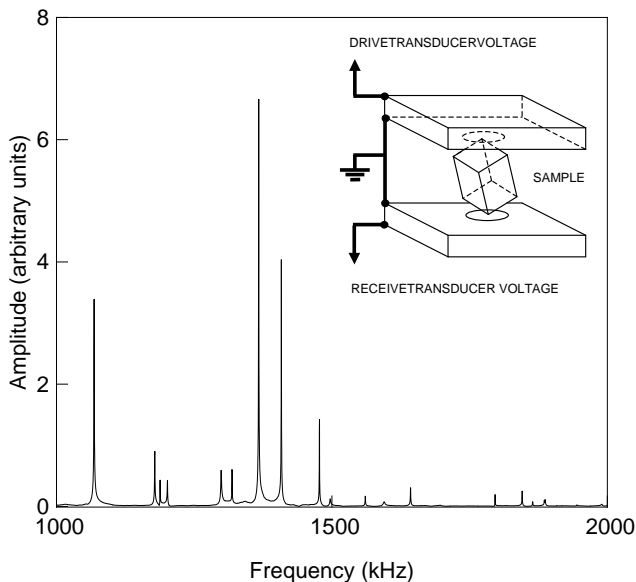 8
DRIVETRANSDUCERVOLTAGE
6
SAMPLE
4
RECEIVETRANSDUCER VOLTAGE
Amplitude (arbitrary units)
2
0
1000 1500 2000
Frequency (kHz)